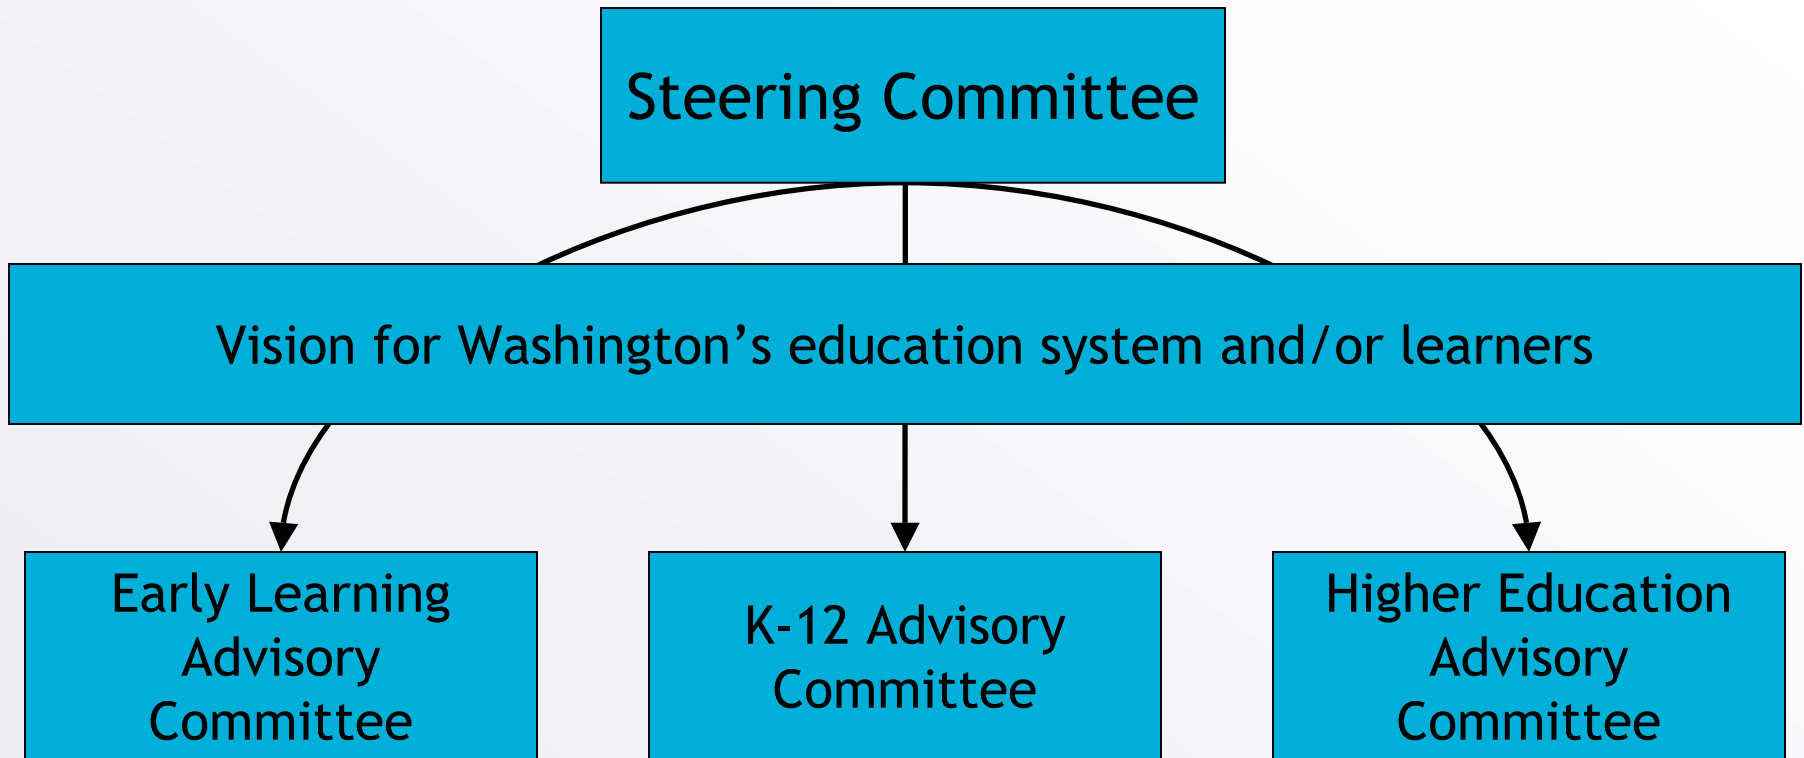 Steering Committee
Vision for Washington’s education system and/or learners
Early Learning
Advisory
Committee
K-12 Advisory
Committee
Higher Education
Advisory
Committee